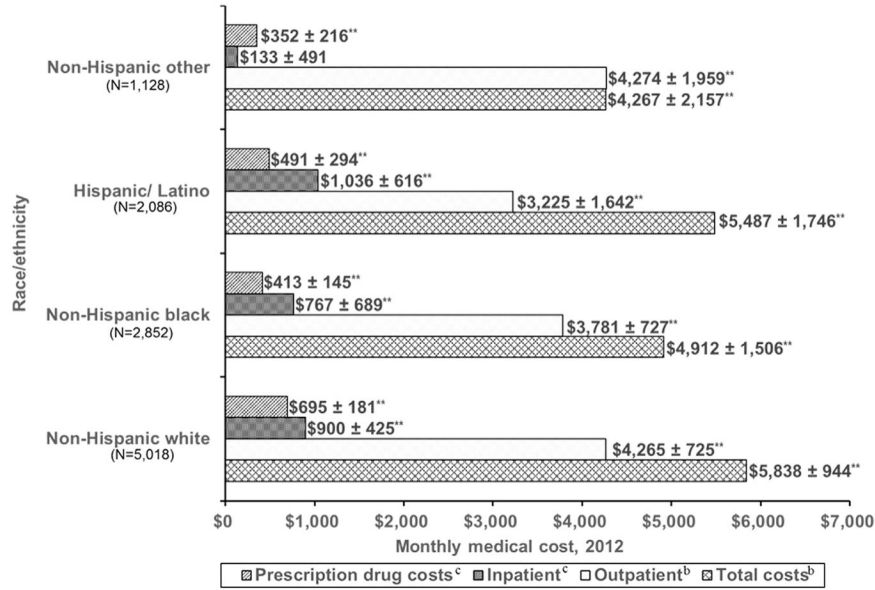 $352 ± 216**
Non-Hispanic other
$133 ± 491
(N=1,128)
$4,274 ± 1,959**
$4,267 ± 2,157**
$491 ± 294**
Hispanic/ Latino
$1,036 ± 616**
(N=2,086)
$3,225 ± 1,642**
$5,487 ± 1,746**
Race/ethnicity
$413 ± 145**
Non-Hispanic black
$767 ± 689**
(N=2,852)
$3,781 ± 727**
$4,912 ± 1,506**
$695 ± 181**
Non-Hispanic white
$900 ± 425**
(N=5,018)
$4,265 ± 725**
$5,838 ± 944**
$0 $1,000 $2,000 $3,000 $4,000 $5,000 $6,000 $7,000
Monthly medical cost, 2012
Prescription drug costs c Inpatient c Outpatient b Total costs b